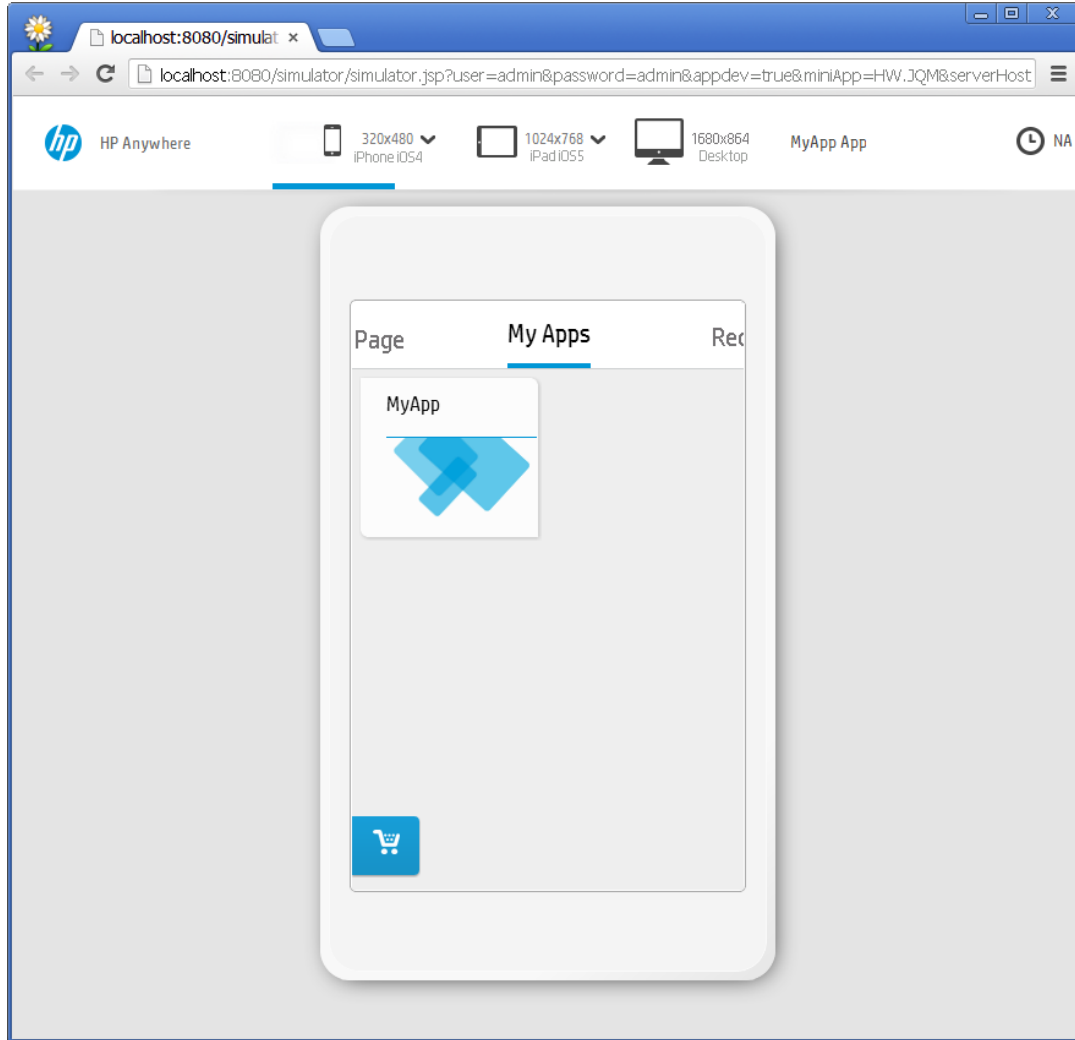 localhost:8080/simulat
localhost:8080/simulator/simulator.jsp?user=admin&password=admin&appdev=true&miniApp=HW.JQM&serverHost
hp
HP Anywhere
320x480
iPhone iOS4
1024x768
iPad iOS5
1680x864
Desktop
MyApp App
NA
Page
My Apps
Rec
MyApp